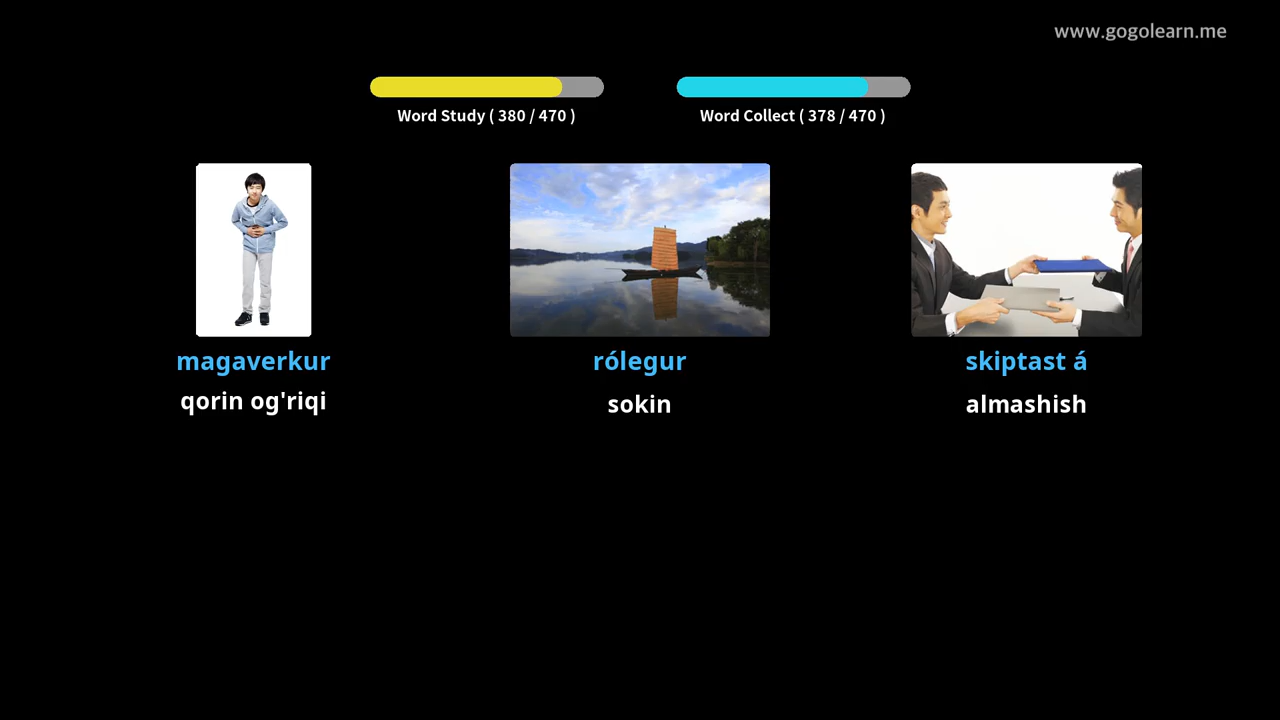 www.gogolearn.me
Word Study ( 380 / 470 )
Word Collect ( 378 / 470 )
magaverkur
qorin og'riqi
rólegur
sokin
skiptast á
almashish